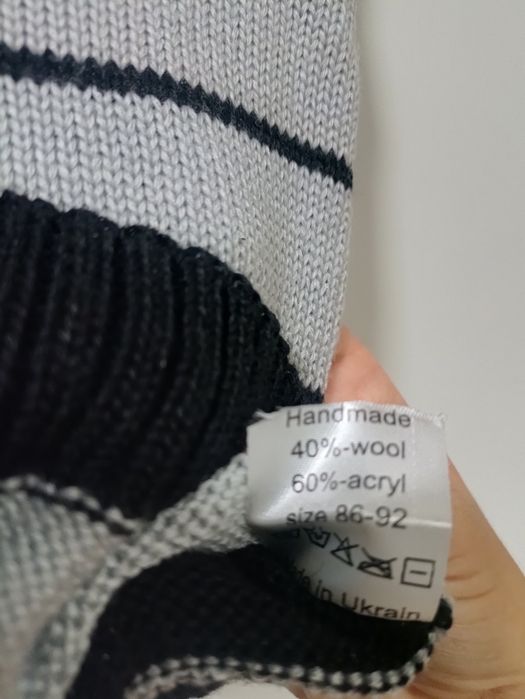 Handmade
40%-wool
60%-acryl
size 86-92
in Ukrain